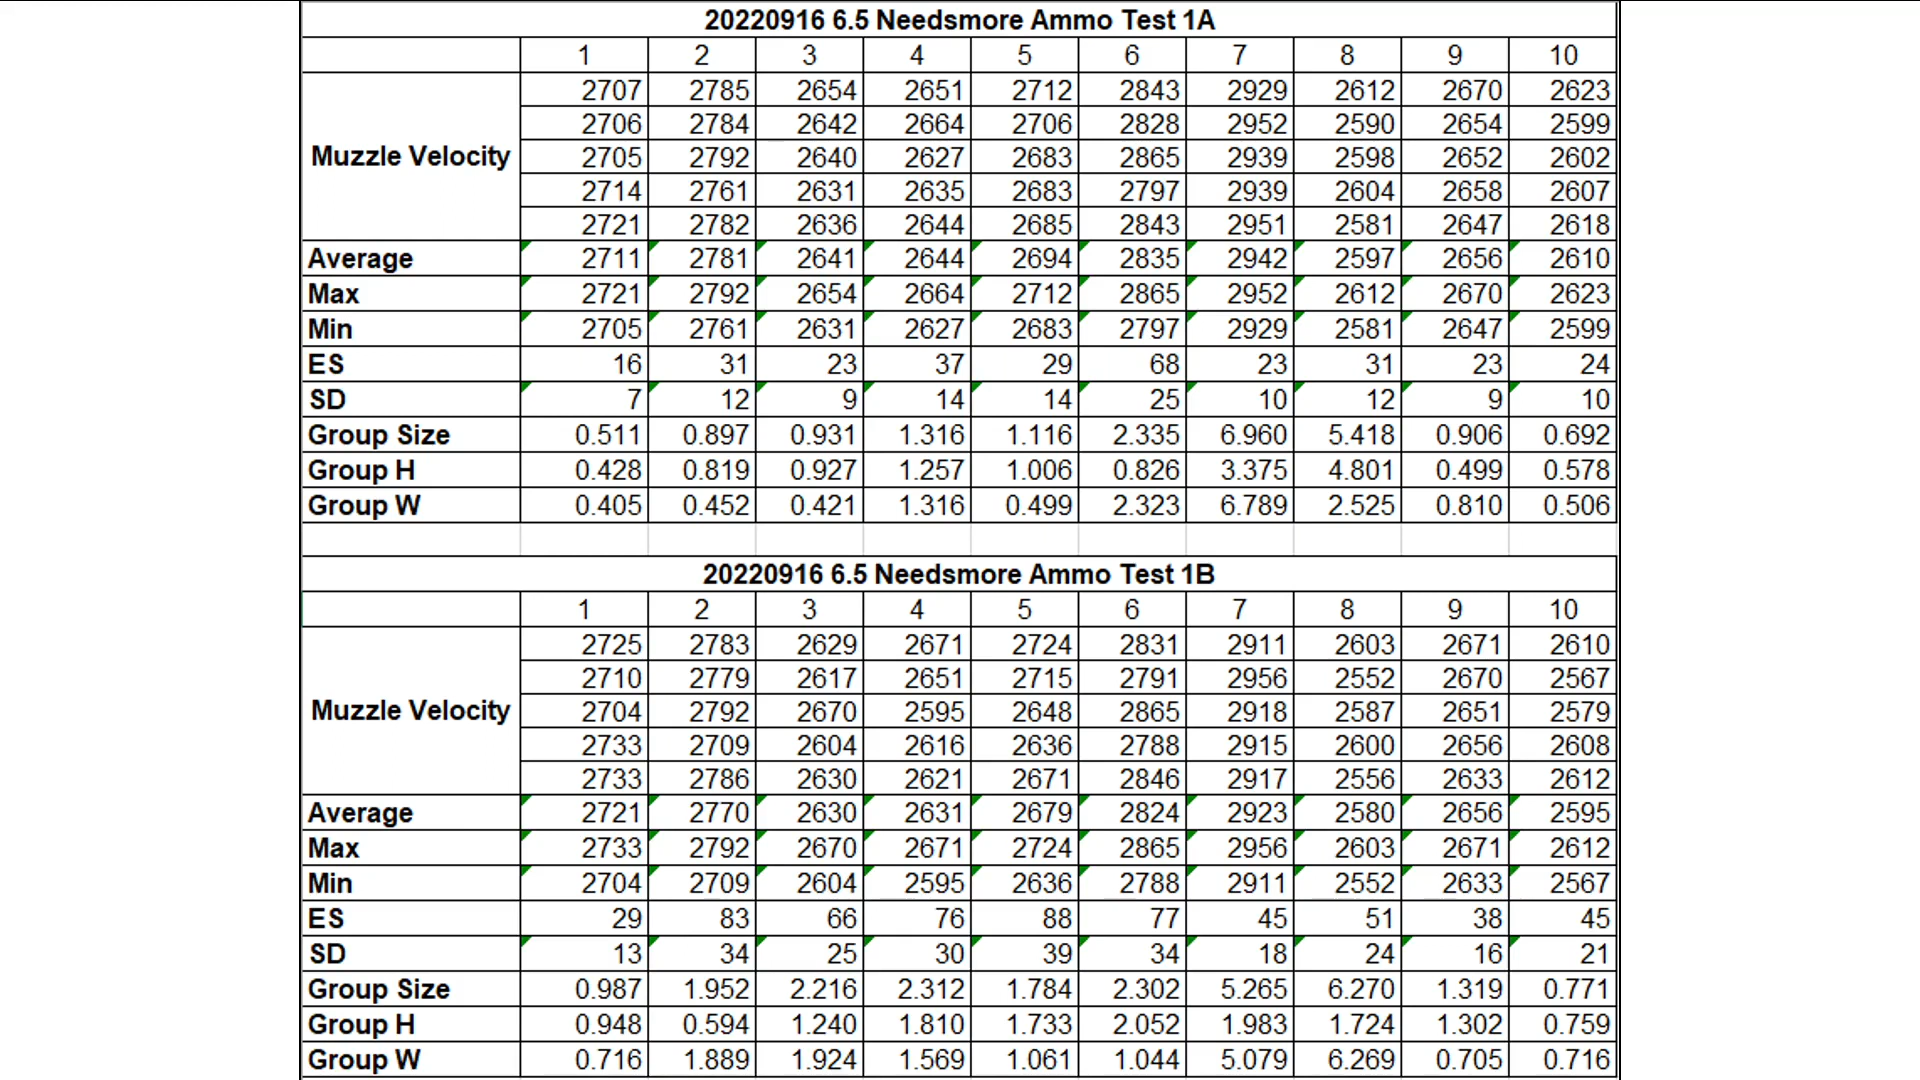 20220916 6.5 Needsmore Ammo Test 1A
1 2 3 4 5 6 7 8 9 10
2707 2785 2654 2651 2712 2843 2929 2612 2670 2623
2706 2784 2642 2664 2706 2828 2952 2590 2654 2599
Muzzle Velocity 2705 2792 2640 2627 2683 2865 2939 2598 2652 2602
2714 2761 2631 2635 2683 2797 2939 2604 2658 2607
2721 2782 2636 2644 2685 2843 2951 2581 2647 2618
Average 2711 2781 2641 2644 2694 2835 2942 2597 2656 2610
Max 2721 2792 2654 2664 2712 2865 2952 2612 2670 2623
Min 2705 2761 2631 2627 2683 2797 2929 2581 2647 2599
ES 16 31 23 37 29 68 23 31 23 24
SD 7 12 9 14 14 25 10 12 9 10
Group Size 0.511 0.897 0.931 1.316 1.116 2.335 6.960 5.418 0.906 0.692
Group H 0.428 0.819 0.927 1.257 1.006 0.826 3.375 4.801 0.499 0.578
Group W 0.405 0.452 0.421 1.316 0.499 2.323 6.789 2.525 0.810 0.506
20220916 6.5 Needsmore Ammo Test 1B
1 2 3 4 5 6 7 8 9 10
2725 2783 2629 2671 2724 2831 2911 2603 2671 2610
2710 2779 2617 2651 2715 2791 2956 2552 2670 2567
Muzzle Velocity 2704 2792 2670 2595 2648 2865 2918 2587 2651 2579
2733 2709 2604 2616 2636 2788 2915 2600 2656 2608
2733 2786 2630 2621 2671 2846 2917 2556 2633 2612
Average 2721 2770 2630 2631 2679 2824 2923 2580 2656 2595
Max 2733 2792 2670 2671 2724 2865 2956 2603 2671 2612
Min 2704 2709 2604 2595 2636 2788 2911 2552 2633 2567
ES 29 83 66 76 88 77 45 51 38 45
SD 13 34 25 30 39 34 18 24 16 21
Group Size 0.987 1.952 2.216 2.312 1.784 2.302 5.265 6.270 1.319 0.771
Group H 0.948 0.594 1.240 1.810 1.733 2.052 1.983 1.724 1.302 0.759
Group W 0.716 1.889 1.924 1.569 1.061 1.044 5.079 6.269 0.705 0.716